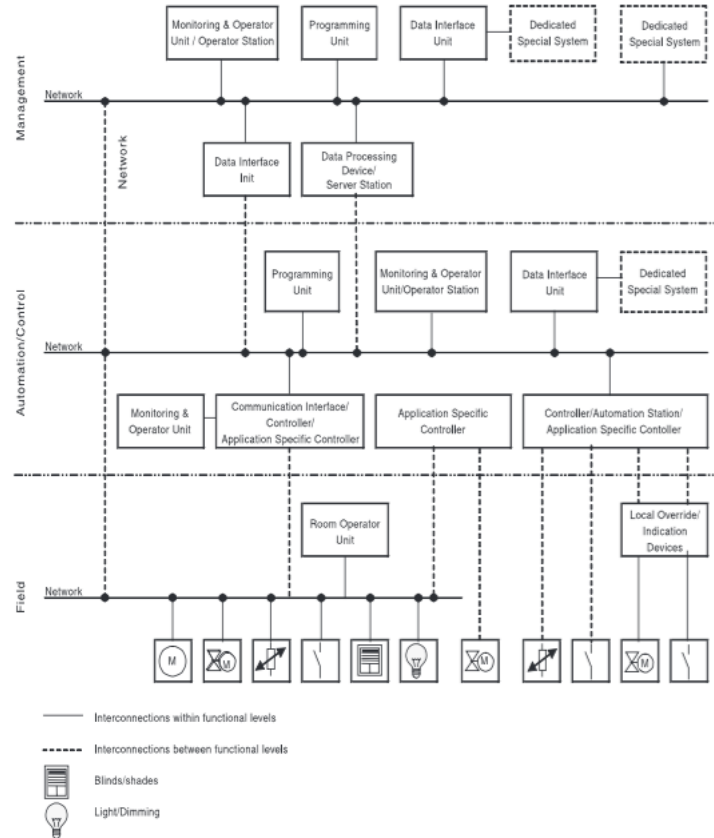 Management
Monitoring & Operator
Unit / Operator Station
Programming
Unit
Data Interface
Unit
Dedicated
Special System
Dedicated
Special System
Network
Network
Data Interface
Init
Data Processing
Device/
Server Station
Automation/Control
Programming
Unit
Monitoring & Operator
Unit/Operator Station
Data Interface
Unit
Dedicated
Special System
Network
Monitoring &
Operator Unit
Communication Interface/
Controller/
Application Specific Controller
Application Specific
Controller
Controller/Automation Station/
Application Specific Contoller
Field
Room Operator
Unit
Local Override/
Indication
Devices
Network
M
M
M
M
Interconnections within functional levels
Interconnections between functional levels
Blinds/shades
Light/Dimming